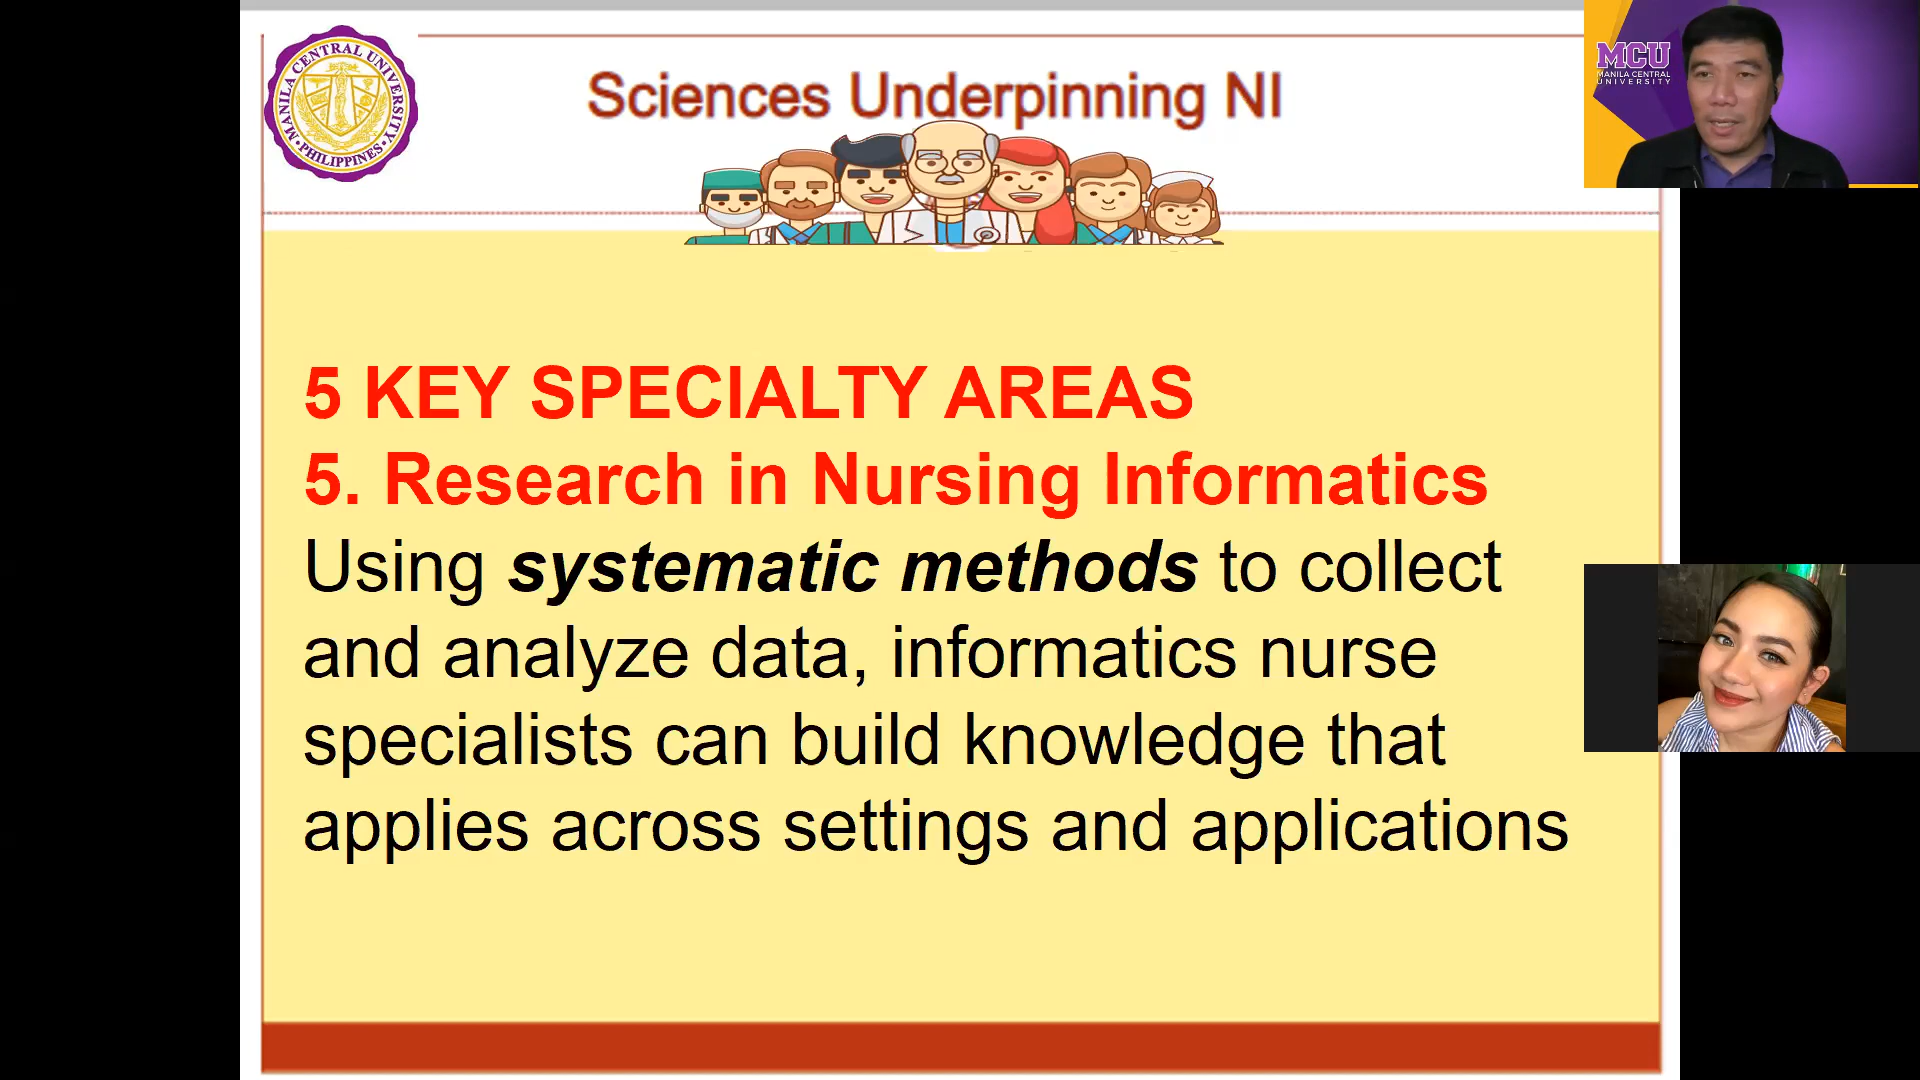 MANILA CENTRAL UNIVERSITY
• PHILIPPINES •
Sciences Underpinning NI
MCU
MANILA CENTRAL
UNIVERSITY
5 KEY SPECIALTY AREAS
5. Research in Nursing Informatics
Using systematic methods to collect
and analyze data, informatics nurse
specialists can build knowledge that
applies across settings and applications